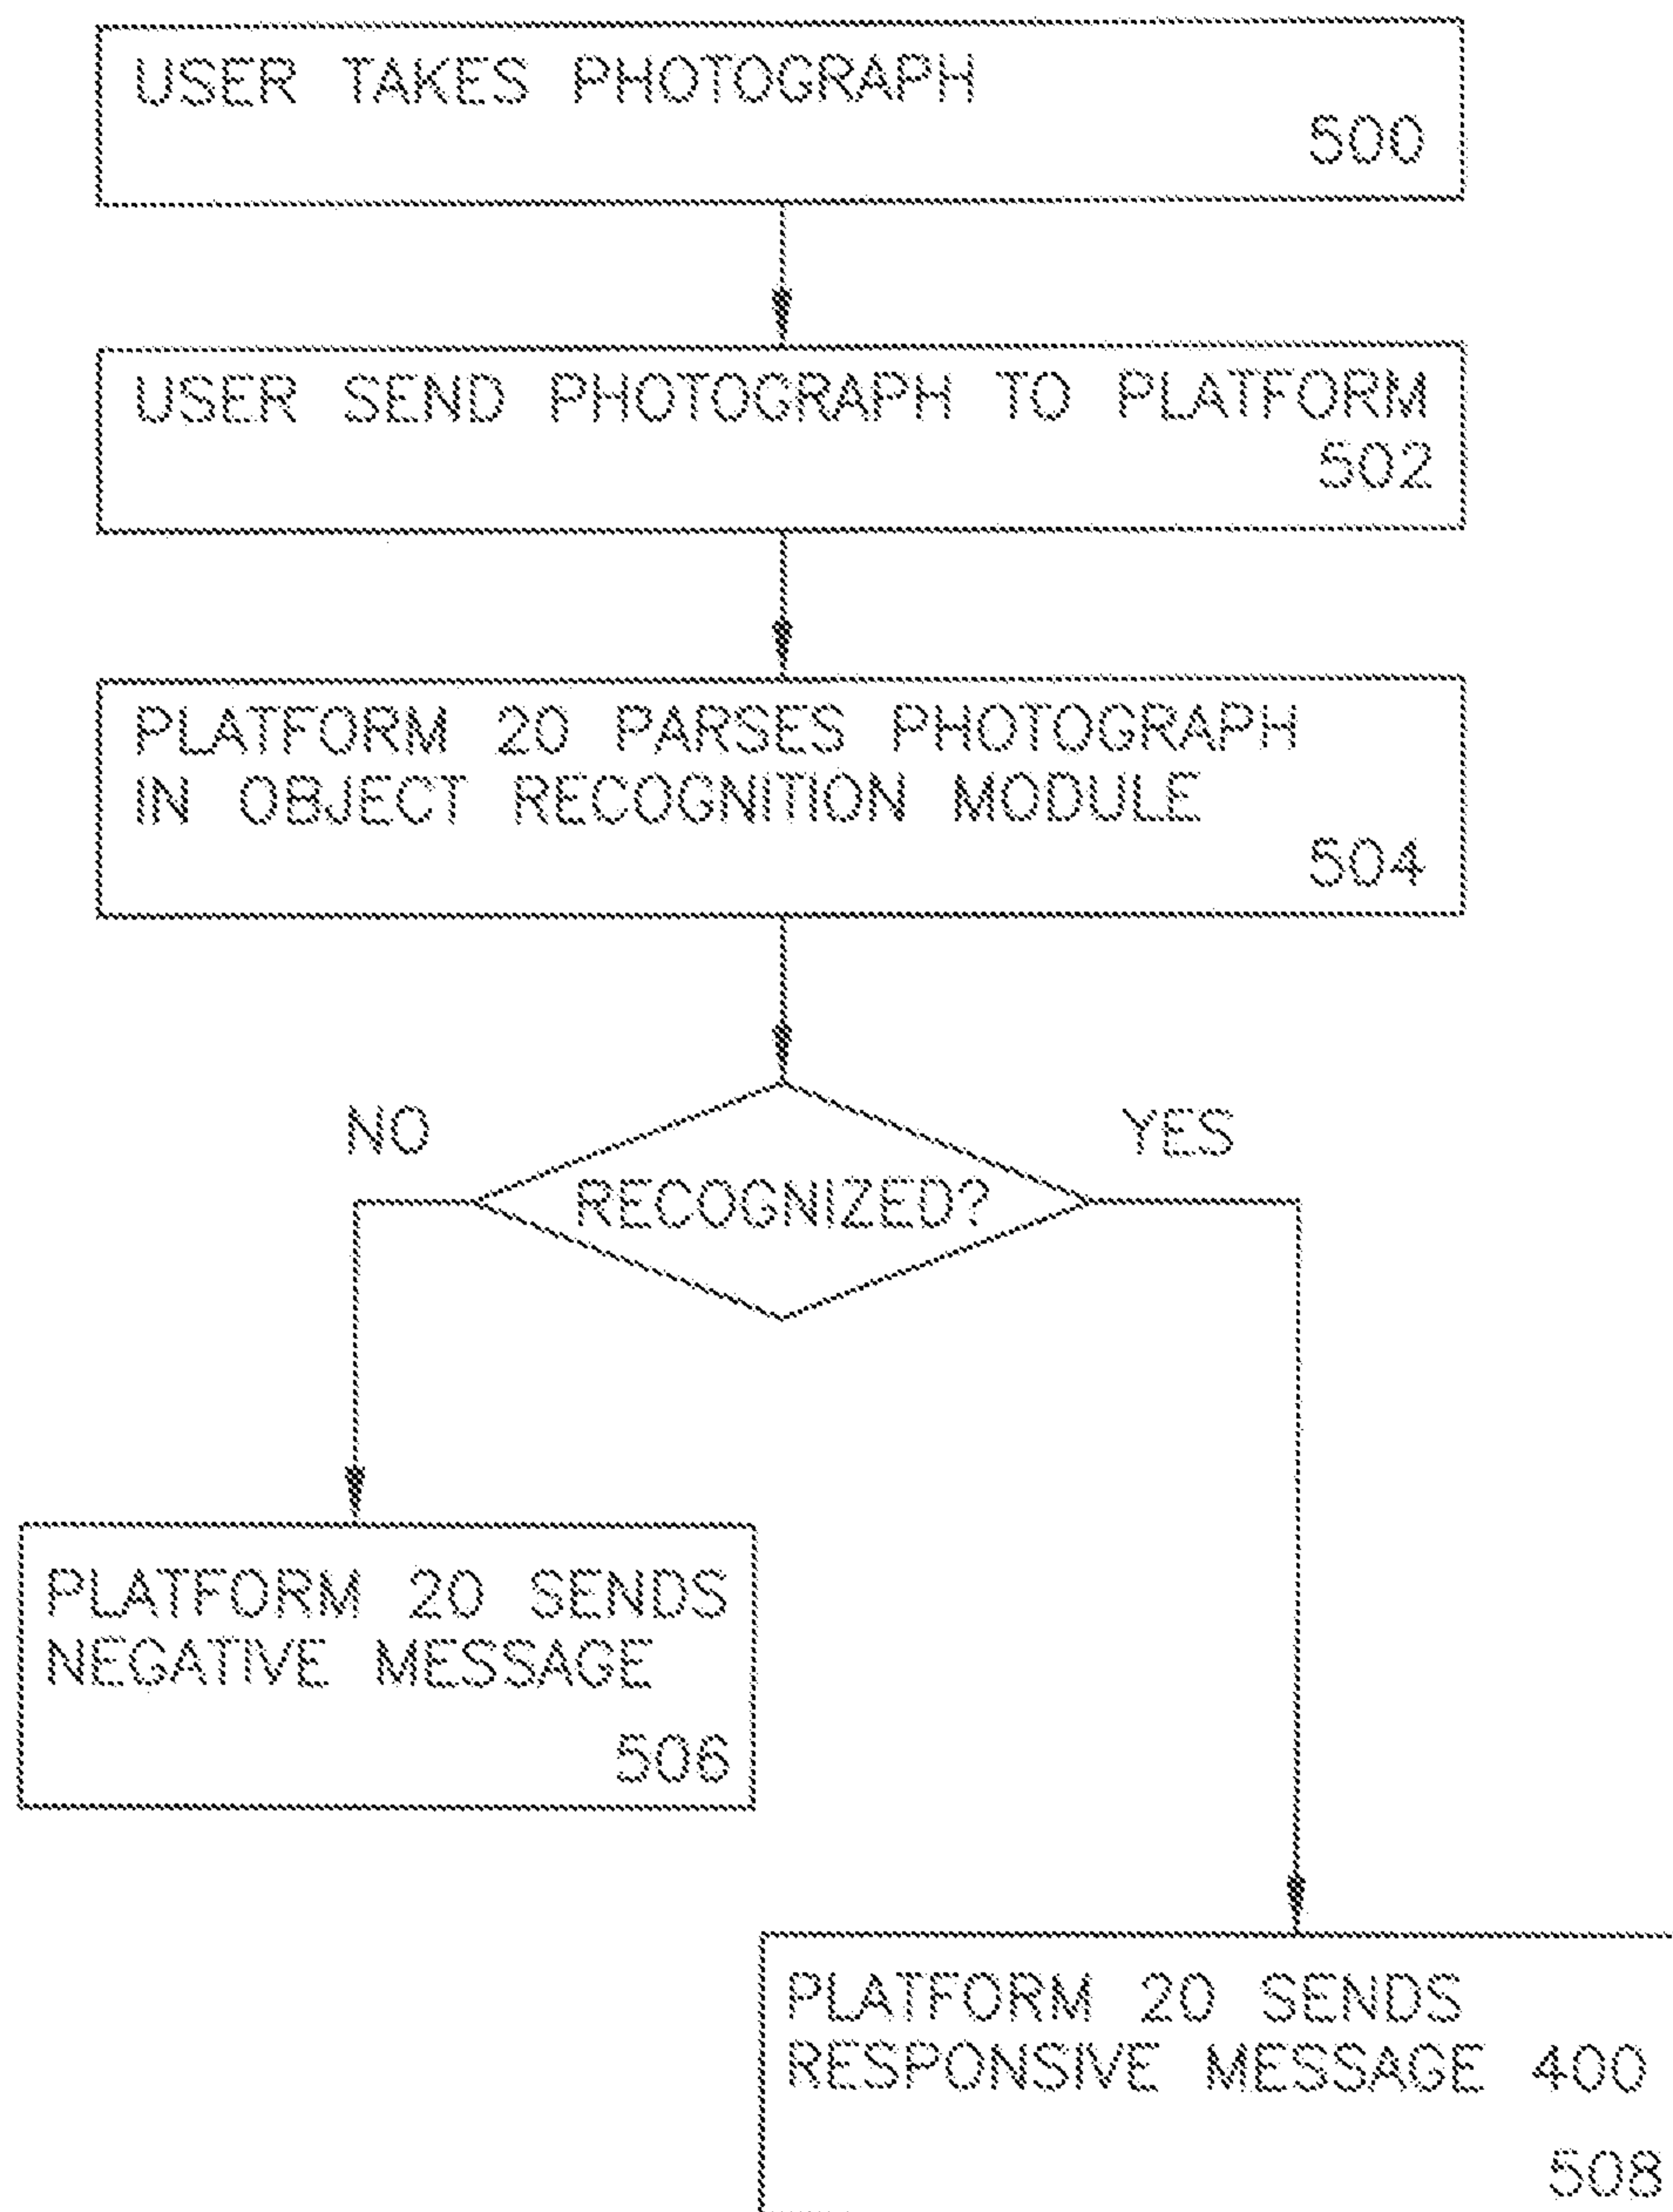 USER TAKES PHOTOGRAPH
500
USER SEND PHOTOGRAPH TO PLATFORM
502
PLATFORM 20 PARSES PHOTOGRAPH
IN OBJECT RECOGNITION MODULE
504
NO
YES
RECOGNIZED?
PLATFORM 20 SENDS
NEGATIVE MESSAGE
506
PLATFORM 20 SENDS
RESPONSIVE MESSAGE 400
508